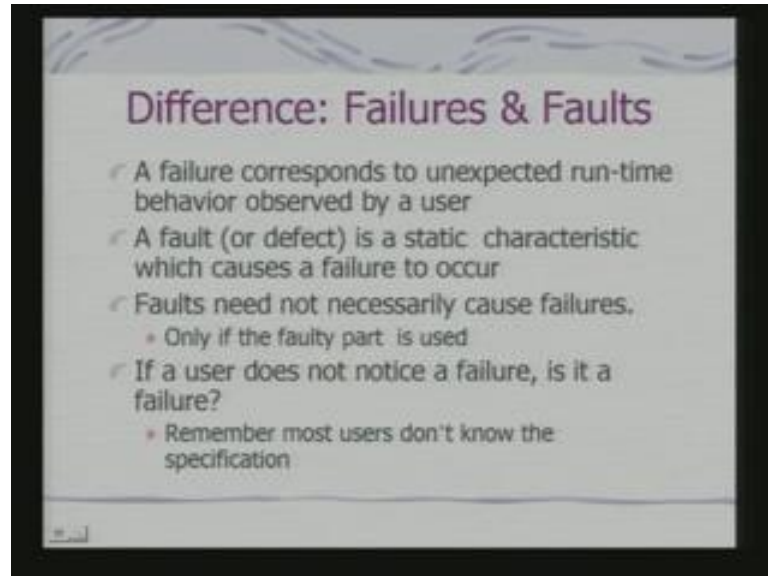 Difference: Failures & Faults
A failure corresponds to unexpected run-time
behavior observed by a user
A fault (or defect) is a static characteristic
which causes a failure to occur
Faults need not necessarily cause failures.
Only if the faulty part is used
If a user does not notice a failure, is it a
failure?
Remember most users don't know the
specification